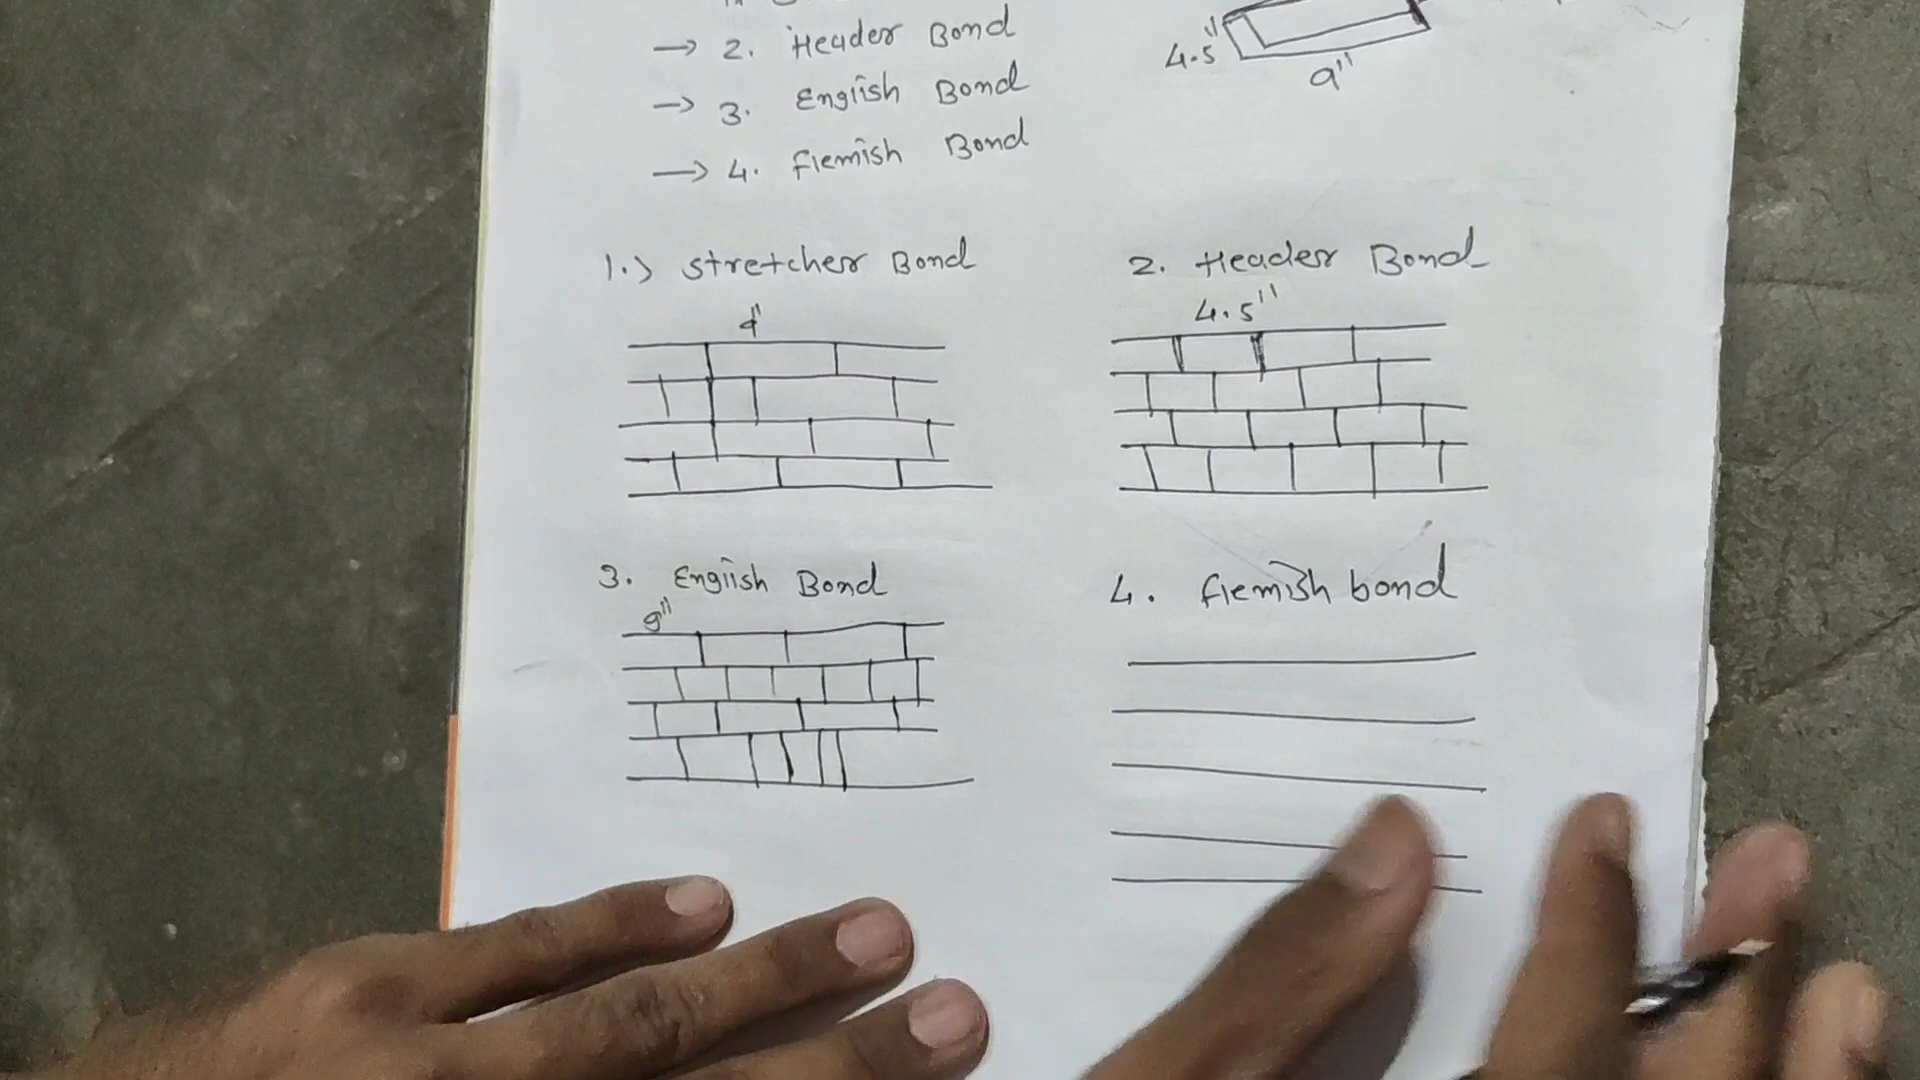 → 2. Header Bond
→ 3. English Bond
→ 4. flemish Bond
4.5"
9"
1.) stretcher Bond
2. Header Bond
4.5"
3. English Bond
9"
4. flemish bond